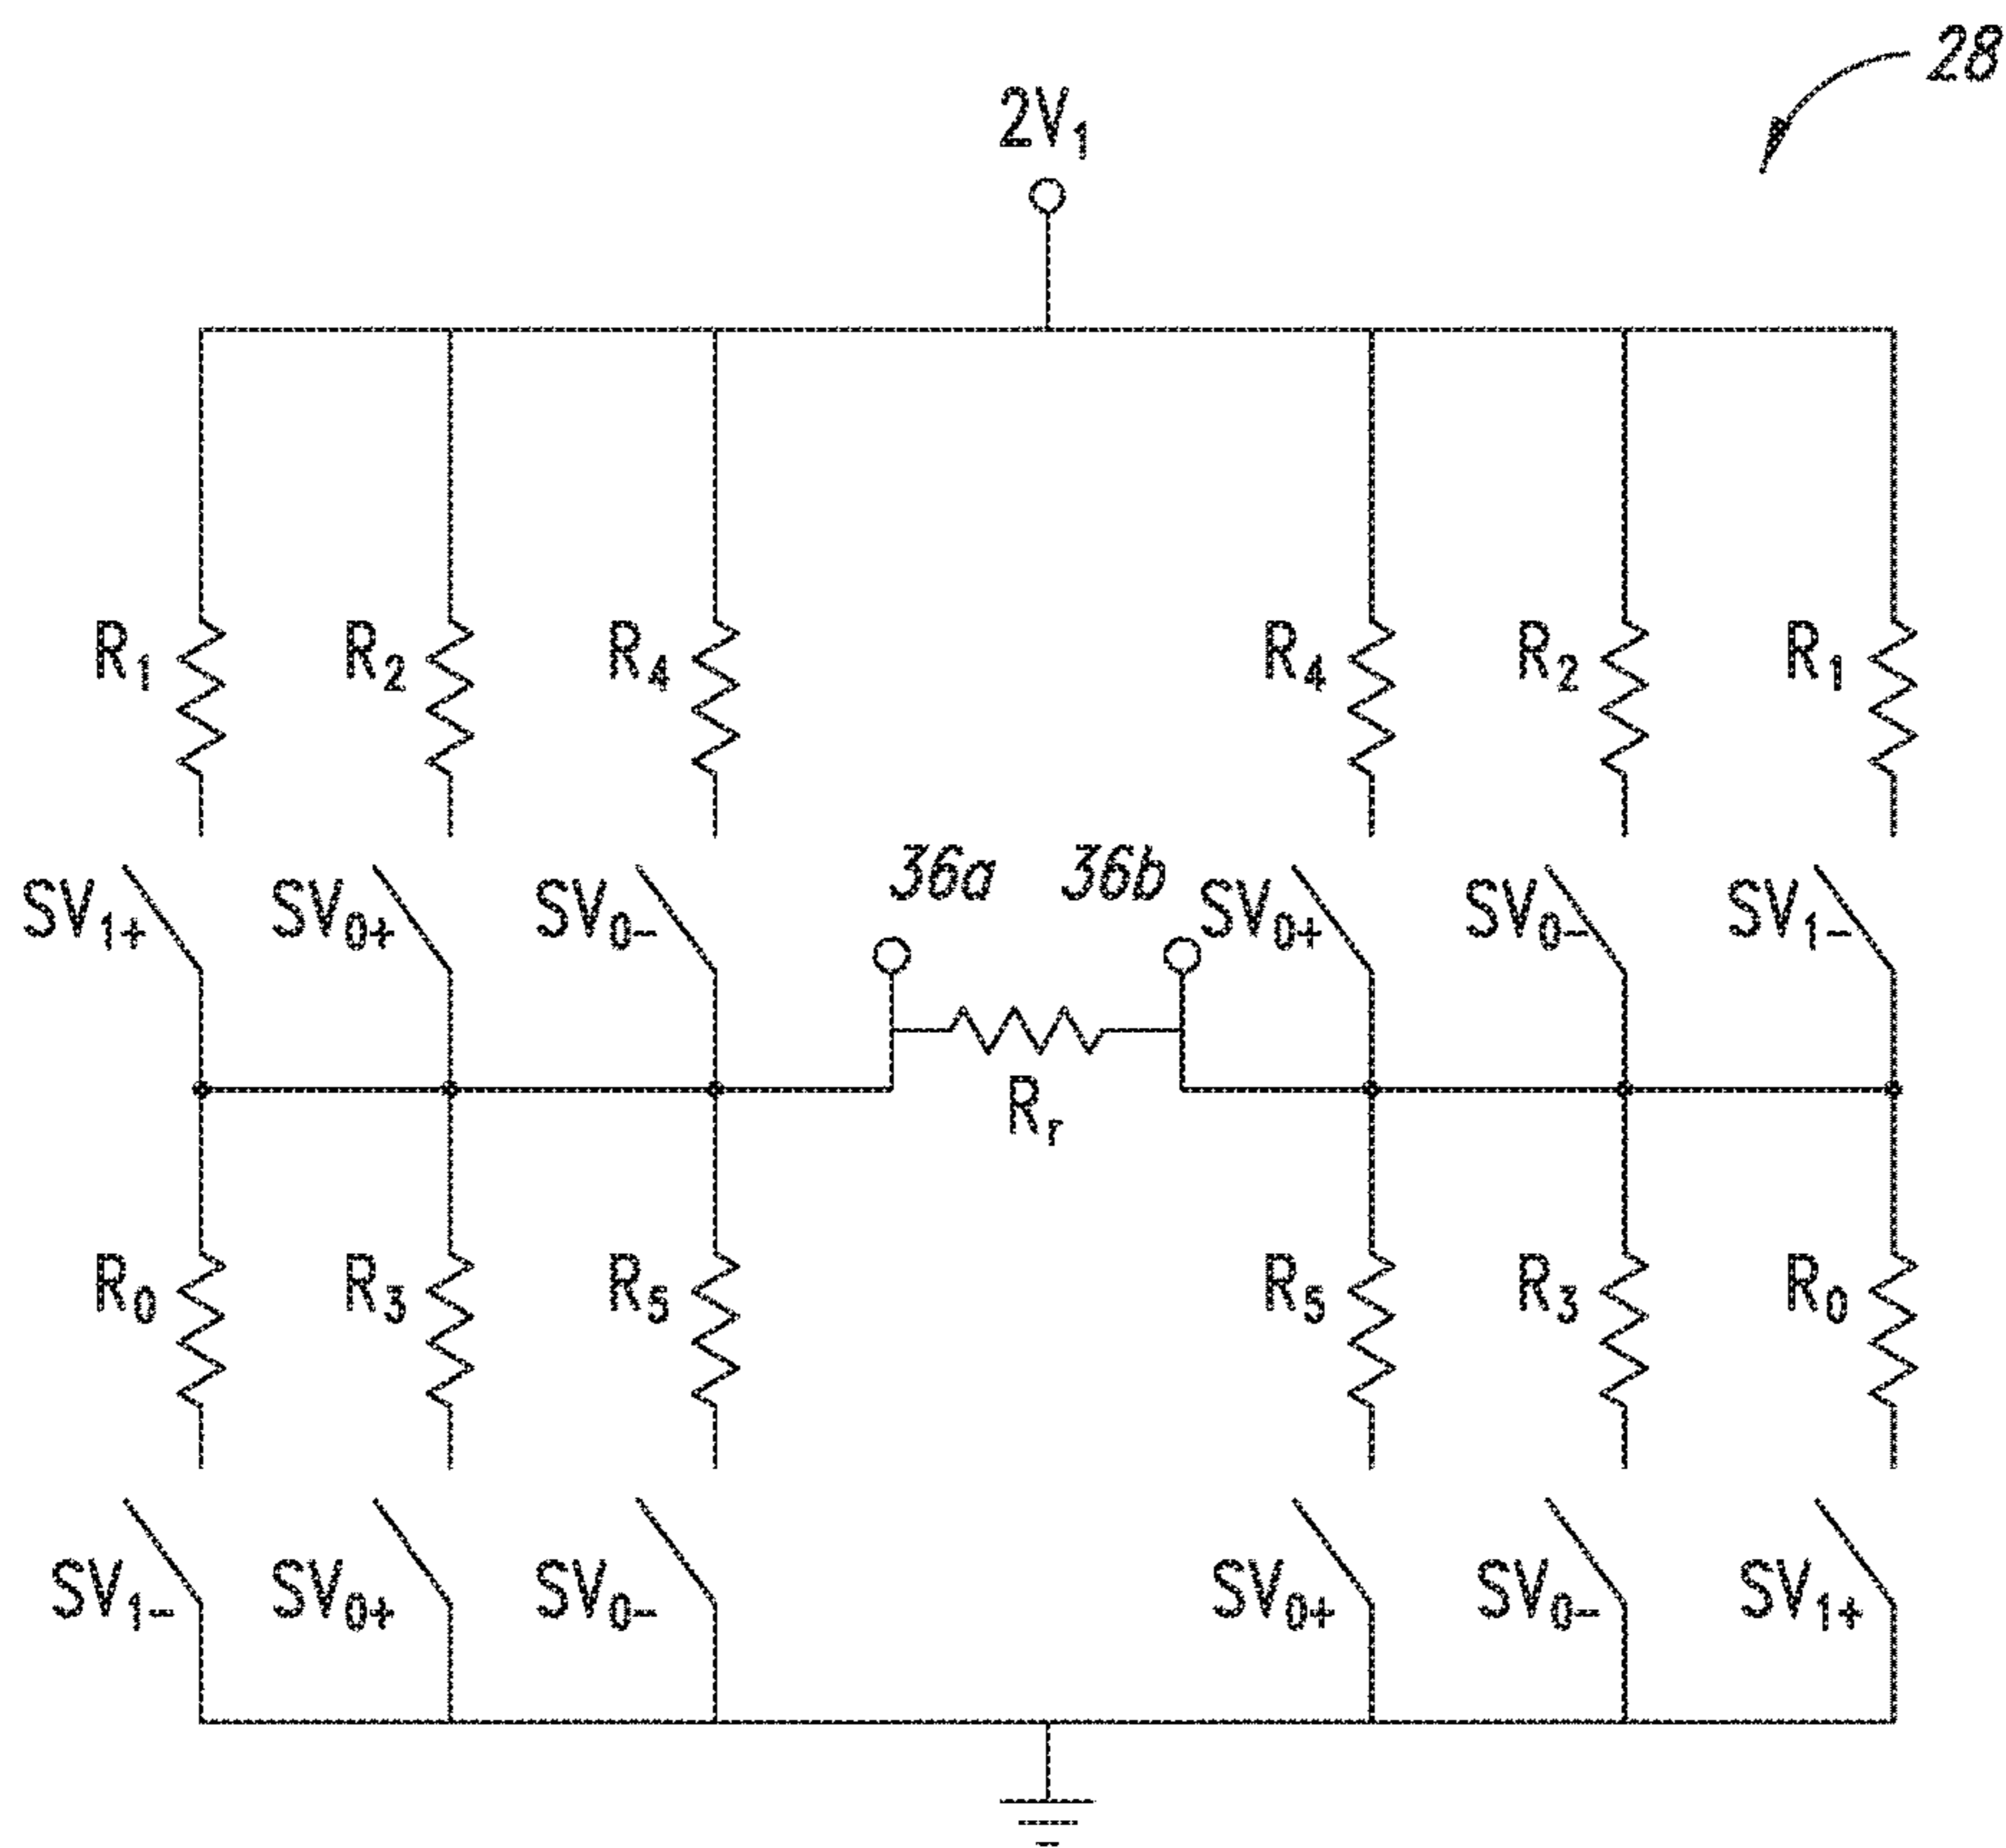 28
2V₁
R₁ R₂ R₄ R₄ R₂ R₁
36a 36b
SV₁₊ SV₀₊ SV₀₋ SV₀₊ SV₀₋ SV₁₋
Rᵣ
R₀ R₃ R₅ R₅ R₃ R₀
SV₁₋ SV₀₊ SV₀₋ SV₀₊ SV₀₋ SV₁₊